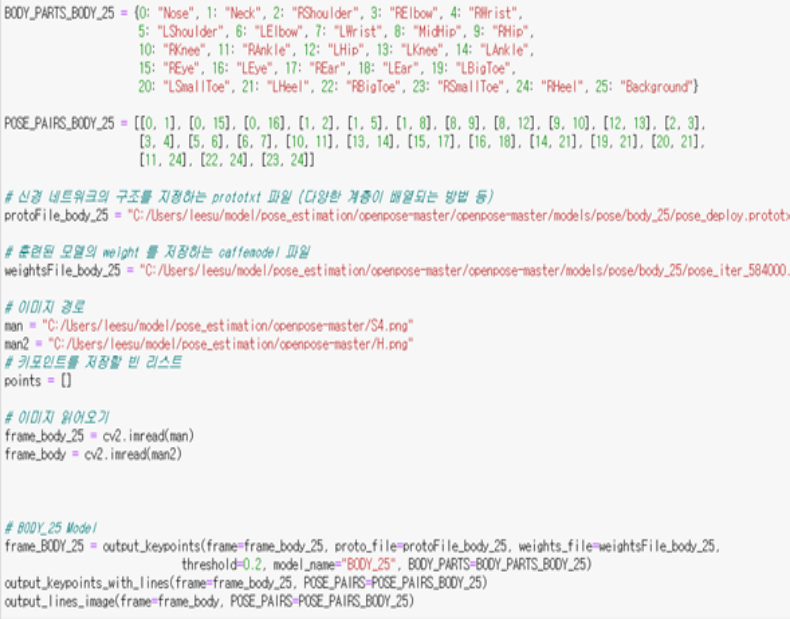 BODY_PARTS_BODY_25 = {0: "Nose", 1: "Neck", 2: "RShoulder", 3: "RElbow", 4: "RWrist",
5: "LShoulder", 6: "LElbow", 7: "LWrist", 8: "MidHip", 9: "RHip",
10: "RKnee", 11: "RAnkle", 12: "LHip", 13: "LKnee", 14: "LAnkle",
15: "REye", 16: "LEye", 17: "REar", 18: "LEar", 19: "LBigToe",
20: "LSmallToe", 21: "LHeel", 22: "RBigToe", 23: "RSmallToe", 24: "RHeel", 25: "Background"}
POSE_PAIRS_BODY_25 = [[0, 1], [0, 15], [0, 16], [1, 2], [1, 5], [1, 8], [8, 9], [8, 12], [9, 10], [12, 13], [2, 3],
[3, 4], [5, 6], [6, 7], [10, 11], [13, 14], [15, 17], [16, 18], [14, 21], [19, 21], [20, 21],
[11, 24], [22, 24], [23, 24]]
# 신경 네트워크의 구조를 지정하는 prototxt 파일 (다양한 계층이 배열되는 방법 등)
protoFile_body_25 = "C:/Users/leesu/model/pose_estimation/openpose-master/openpose-master/models/pose/body_25/pose_deploy.prototx
# 훈련된 모델의 weight 를 저장하는 caffemodel 파일
weightsFile_body_25 = "C:/Users/leesu/model/pose_estimation/openpose-master/openpose-master/models/pose/body_25/pose_iter_584000.
# 이미지 경로
man = "C:/Users/leesu/model/pose_estimation/openpose-master/S4.png"
man2 = "C:/Users/leesu/model/pose_estimation/openpose-master/H.png"
# 키포인트를 저장할 빈 리스트
points = []
# 이미지 읽어오기
frame_body_25 = cv2.imread(man)
frame_body = cv2.imread(man2)
# BODY_25 Model
frame_BODY_25 = output_keypoints(frame=frame_body_25, proto_file=protoFile_body_25, weights_file=weightsFile_body_25,
threshold=0.2, model_name="BODY_25", BODY_PARTS=BODY_PARTS_BODY_25)
output_keypoints_with_lines(frame=frame_body_25, POSE_PAIRS=POSE_PAIRS_BODY_25)
output_lines_image(frame=frame_body, POSE_PAIRS=POSE_PAIRS_BODY_25)